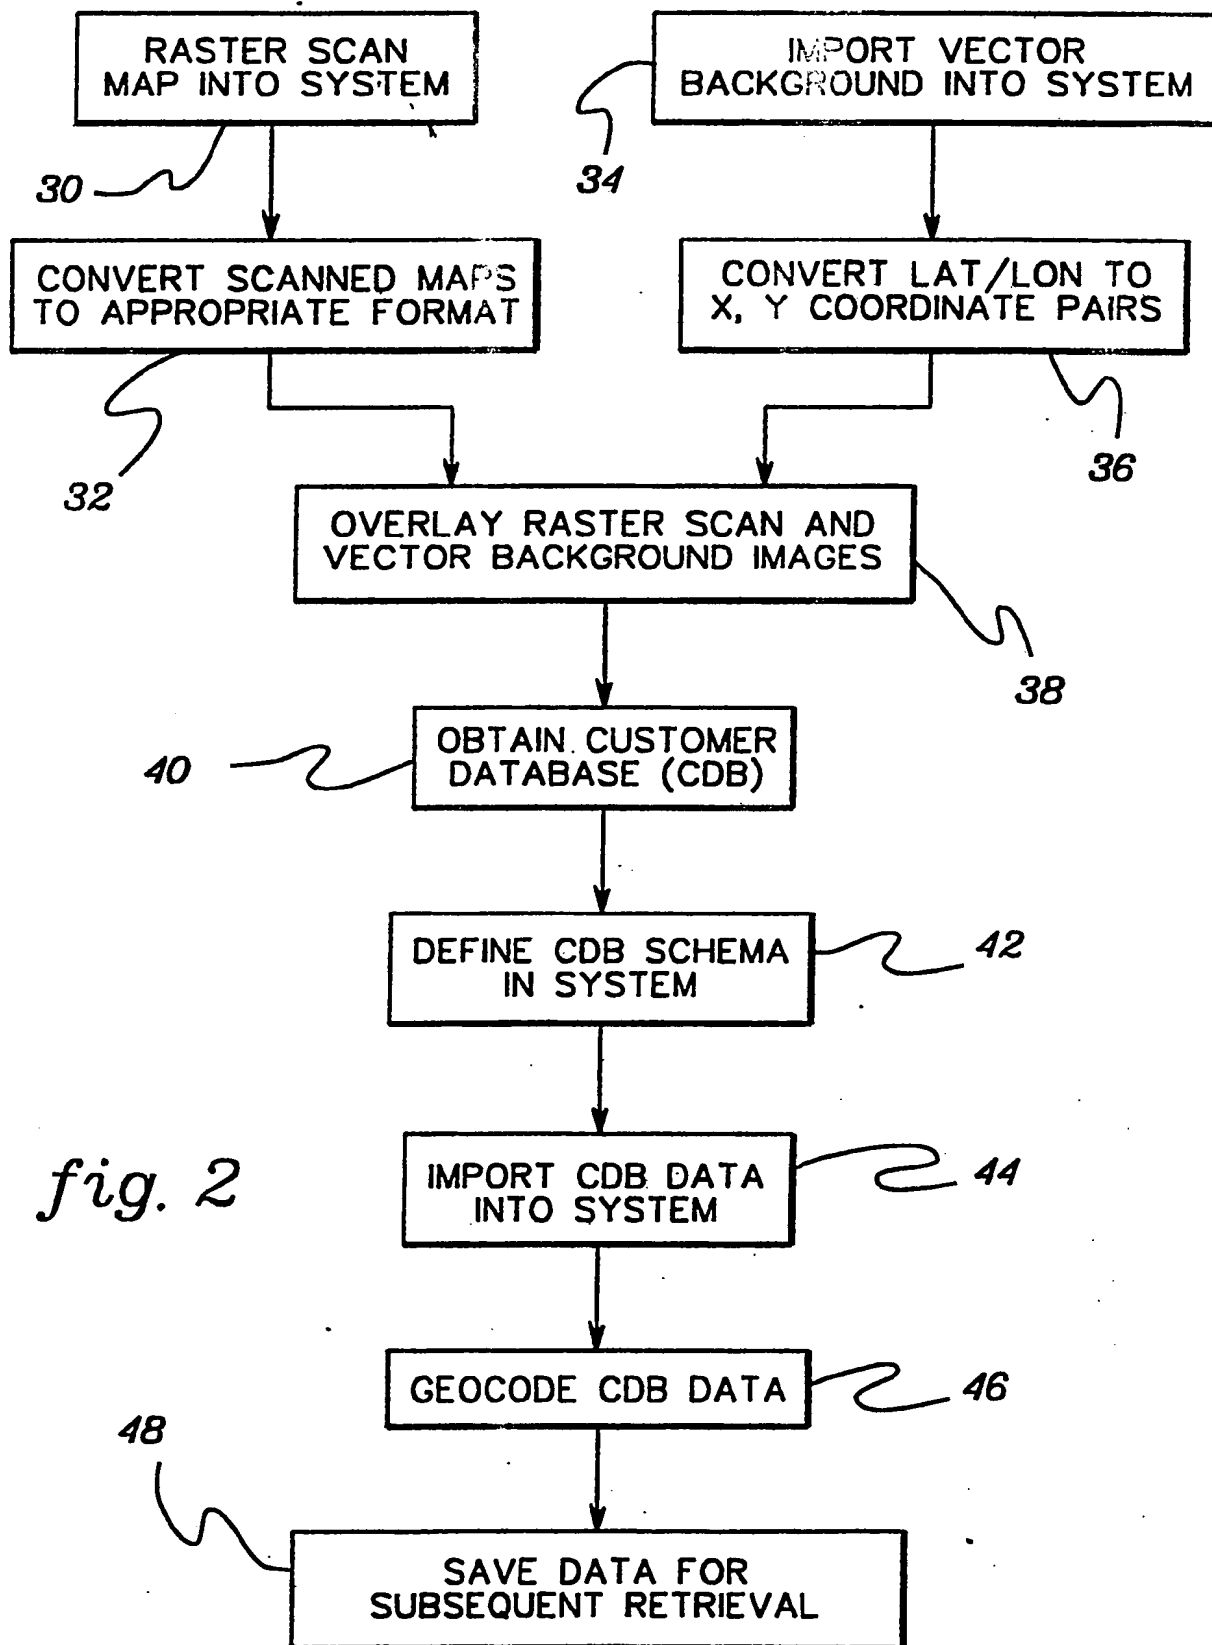 RASTER SCAN
MAP INTO SYSTEM
IMPORT VECTOR
BACKGROUND INTO SYSTEM
30
34
CONVERT SCANNED MAPS
TO APPROPRIATE FORMAT
CONVERT LAT/LON TO
X, Y COORDINATE PAIRS
32
36
OVERLAY RASTER SCAN AND
VECTOR BACKGROUND IMAGES
38
OBTAIN CUSTOMER
DATABASE (CDB)
40
DEFINE CDB SCHEMA
IN SYSTEM
42
IMPORT CDB DATA
INTO SYSTEM
44
fig. 2
GEOCODE CDB DATA
46
48
SAVE DATA FOR
SUBSEQUENT RETRIEVAL